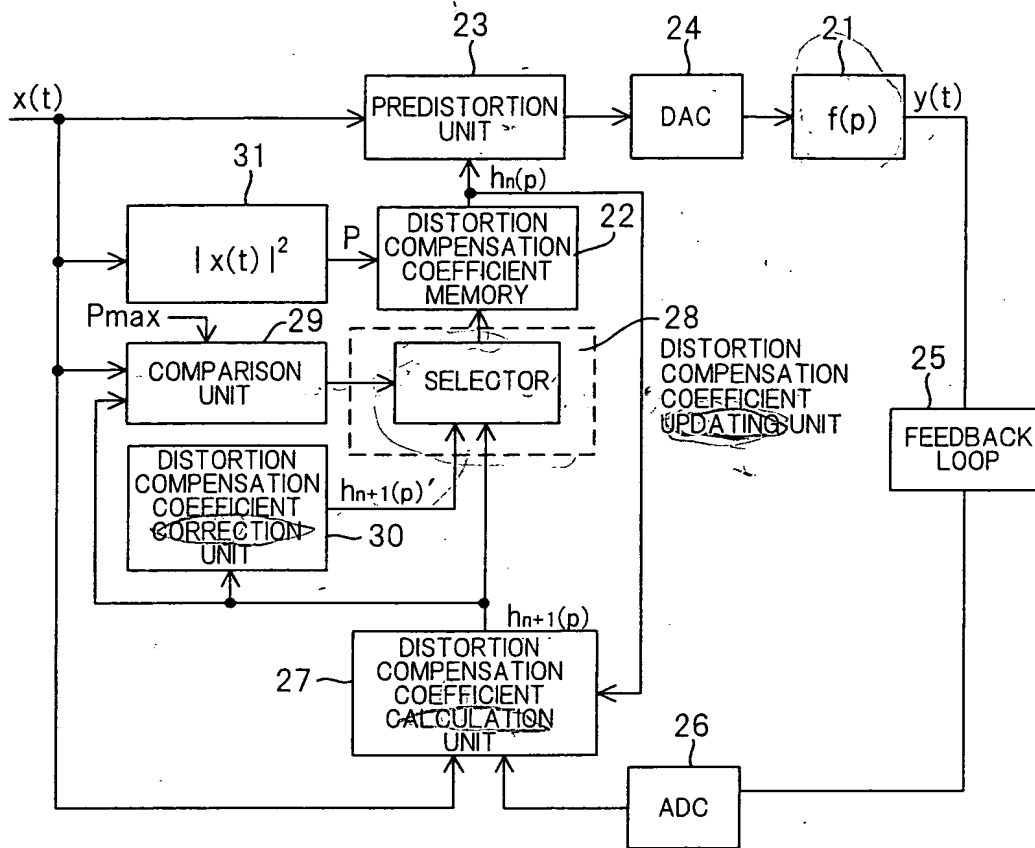 23
24
21
x(t)
PREDISTORTION
UNIT
DAC
f(p)
y(t)
31
hn(p)
|x(t)|²
P
DISTORTION
COMPENSATION
COEFFICIENT
MEMORY
22
Pmax
29
28
COMPARISON
UNIT
SELECTOR
DISTORTION
COMPENSATION
COEFFICIENT
UPDATING UNIT
25
FEEDBACK
LOOP
DISTORTION
COMPENSATION
COEFFICIENT
CORRECTION
UNIT
hn+1(p)'
30
hn+1(p)
27
DISTORTION
COMPENSATION
COEFFICIENT
CALCULATION
UNIT
26
ADC